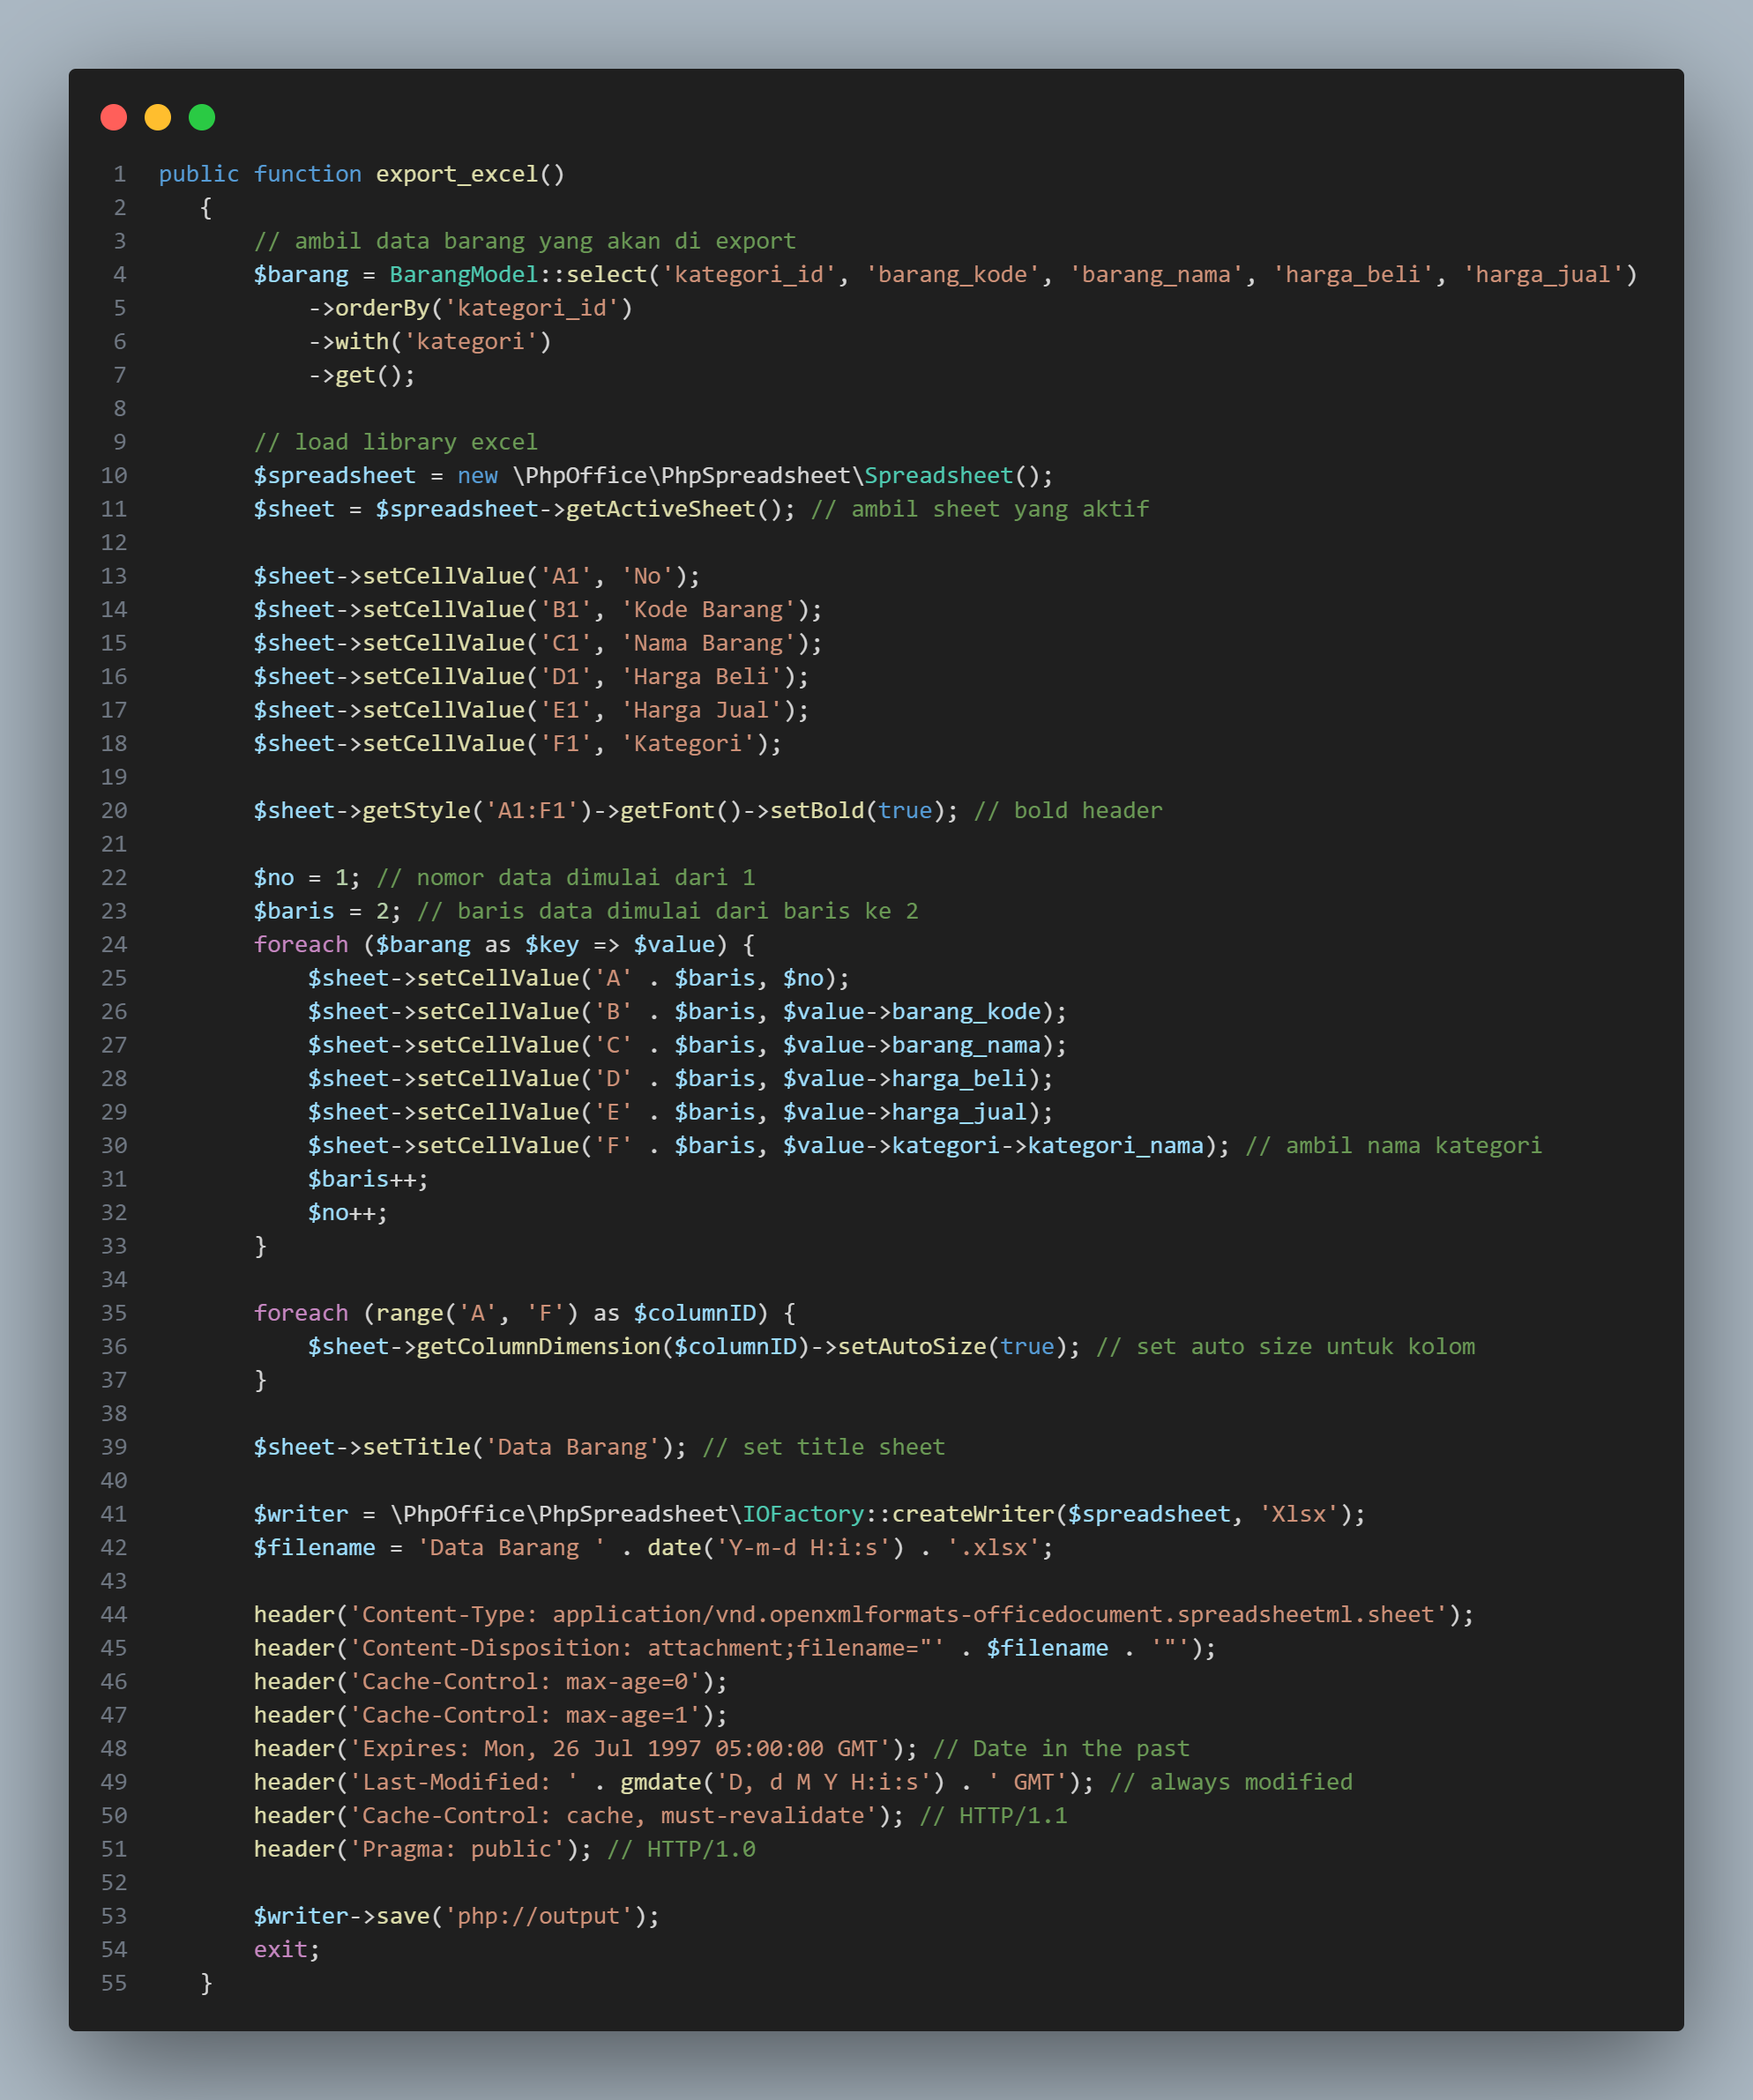 1 public function export_excel()
2 {
3 // ambil data barang yang akan di export
4 $barang = BarangModel::select('kategori_id', 'barang_kode', 'barang_nama', 'harga_beli', 'harga_jual')
5 ->orderBy('kategori_id')
6 ->with('kategori')
7 ->get();
8
9 // load library excel
10 $spreadsheet = new \PhpOffice\PhpSpreadsheet\Spreadsheet();
11 $sheet = $spreadsheet->getActiveSheet(); // ambil sheet yang aktif
12
13 $sheet->setCellValue('A1', 'No');
14 $sheet->setCellValue('B1', 'Kode Barang');
15 $sheet->setCellValue('C1', 'Nama Barang');
16 $sheet->setCellValue('D1', 'Harga Beli');
17 $sheet->setCellValue('E1', 'Harga Jual');
18 $sheet->setCellValue('F1', 'Kategori');
19
20 $sheet->getStyle('A1:F1')->getFont()->setBold(true); // bold header
21
22 $no = 1; // nomor data dimulai dari 1
23 $baris = 2; // baris data dimulai dari baris ke 2
24 foreach ($barang as $key => $value) {
25 $sheet->setCellValue('A' . $baris, $no);
26 $sheet->setCellValue('B' . $baris, $value->barang_kode);
27 $sheet->setCellValue('C' . $baris, $value->barang_nama);
28 $sheet->setCellValue('D' . $baris, $value->harga_beli);
29 $sheet->setCellValue('E' . $baris, $value->harga_jual);
30 $sheet->setCellValue('F' . $baris, $value->kategori->kategori_nama); // ambil nama kategori
31 $baris++;
32 $no++;
33 }
34
35 foreach (range('A', 'F') as $columnID) {
36 $sheet->getColumnDimension($columnID)->setAutoSize(true); // set auto size untuk kolom
37 }
38
39 $sheet->setTitle('Data Barang'); // set title sheet
40
41 $writer = \PhpOffice\PhpSpreadsheet\IOFactory::createWriter($spreadsheet, 'Xlsx');
42 $filename = 'Data Barang ' . date('Y-m-d H:i:s') . '.xlsx';
43
44 header('Content-Type: application/vnd.openxmlformats-officedocument.spreadsheetml.sheet');
45 header('Content-Disposition: attachment;filename="' . $filename . '"');
46 header('Cache-Control: max-age=0');
47 header('Cache-Control: max-age=1');
48 header('Expires: Mon, 26 Jul 1997 05:00:00 GMT'); // Date in the past
49 header('Last-Modified: ' . gmdate('D, d M Y H:i:s') . ' GMT'); // always modified
50 header('Cache-Control: cache, must-revalidate'); // HTTP/1.1
51 header('Pragma: public'); // HTTP/1.0
52
53 $writer->save('php://output');
54 exit;
55 }